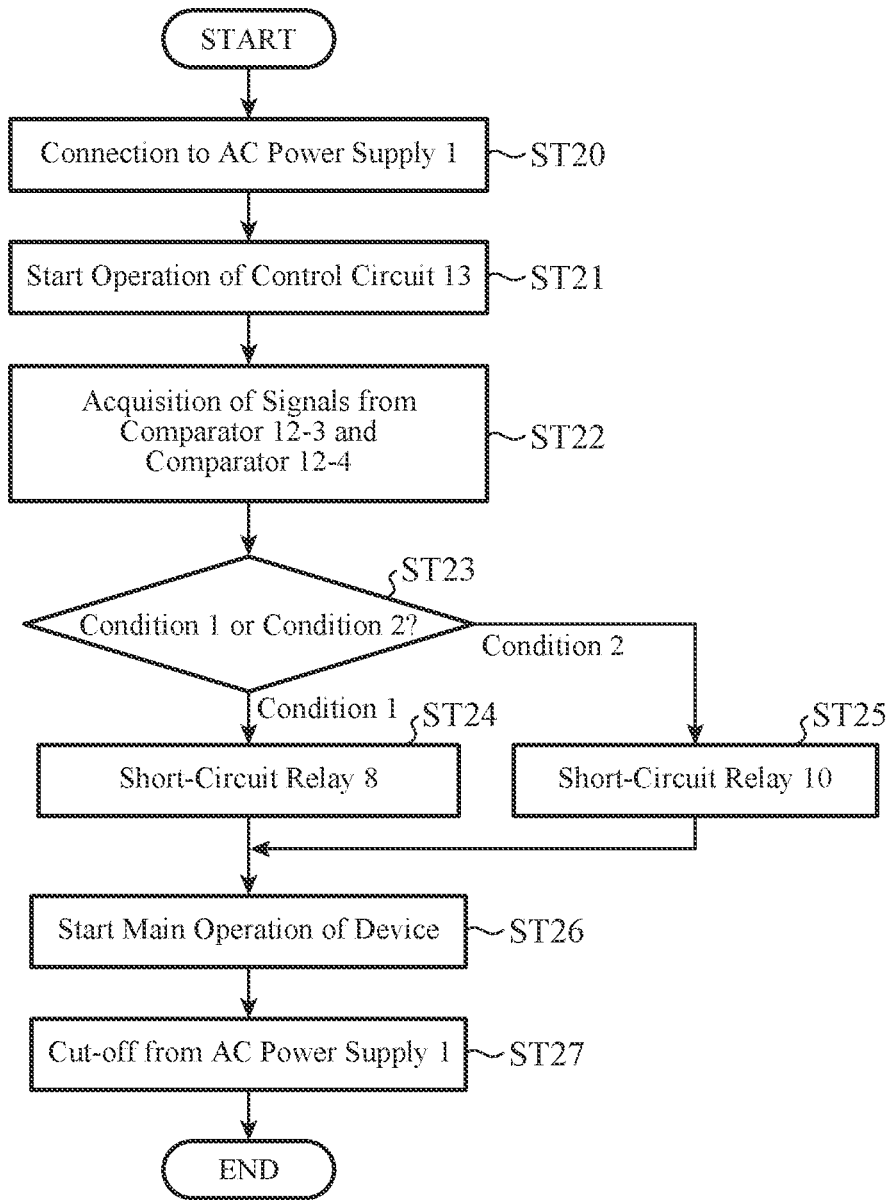 START
Connection to AC Power Supply 1
ST20
Start Operation of Control Circuit 13
ST21
Acquisition of Signals from
Comparator 12-3 and
Comparator 12-4
ST22
ST23
Condition 1 or Condition 2?
Condition 2
Condition 1
ST24
ST25
Short-Circuit Relay 8
Short-Circuit Relay 10
Start Main Operation of Device
ST26
Cut-off from AC Power Supply 1
ST27
END